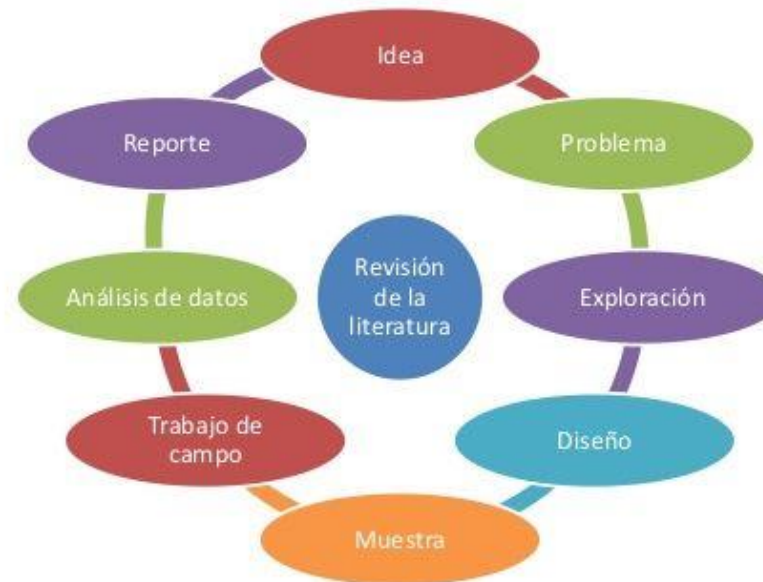 Idea
Problema
Exploración
Diseño
Muestra
Trabajo de
campo
Análisis de datos
Reporte
Revisión
de la
literatura